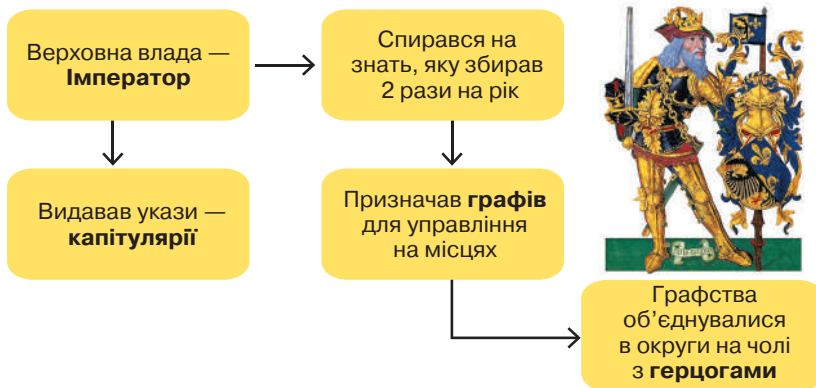 Верховна влада —
Імператор
Спирався на
знать, яку збирав
2 рази на рік
Видавав укази —
капітулярії
Призначав графів
для управління
на місцях
Графства
об’єднувалися
в округи на чолі
з герцогами